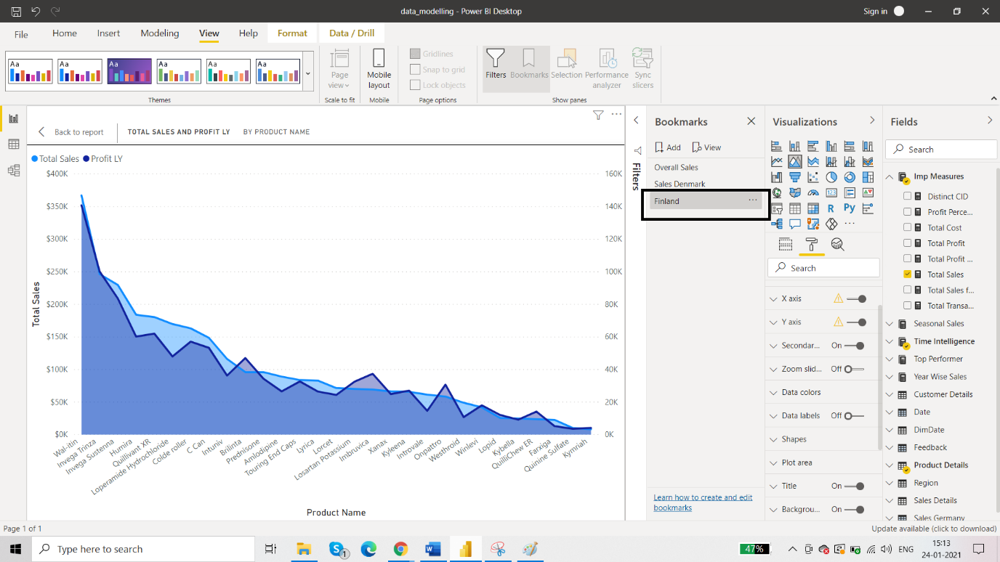 data_modelling - Power BI Desktop
Sign in
File Home Insert Modeling View Help Format Data / Drill
Aa Aa Aa Aa Aa Aa
Themes
Page view
Scale to fit
Mobile layout
Mobile
Gridlines
Snap to grid
Lock objects
Page options
Filters Bookmarks Selection Performance analyzer Sync slicers
Show panes
Back to report
TOTAL SALES AND PROFIT LY BY PRODUCT NAME
Total Sales Profit LY
$400K
$350K
$300K
$250K
$200K
$150K
$100K
$50K
$0K
Total Sales
160K
140K
120K
100K
80K
60K
40K
20K
0K
Wal-itin
Invega Trinza
Invega Sustenna
Humira
Quillivant XR
Loperamide Hydrochloride
Colde roller
C Can
Intuniv
Brilinta
Prednisone
Amlodipine
Touring End Caps
Lyrica
Lorcet
Losartan Potassium
Imbruvica
Xanax
Kyleena
Introvale
Onpattro
Westhroid
Winlevi
Lopid
Kybella
QuilliChew ER
Farxiga
Quinine Sulfate
Kymriah
Product Name
Filters
Bookmarks
Add View
Overall Sales
Sales Denmark
Finland
Learn how to create and edit
bookmarks
Visualizations
123
R Py
Search
X axis
Y axis
Secondar... On
Zoom slid... Off
Data colors
Data labels Off
Shapes
Plot area
Title On
Backgrou... On
Fields
Search
Imp Measures
Distinct CID
Profit Perce...
Total Cost
Total Profit
Total Profit ...
Total Sales
Total Sales f...
Total Transa...
Seasonal Sales
Time Intelligence
Top Performer
Year Wise Sales
Customer Details
Date
DimDate
Feedback
Product Details
Region
Sales Details
Sales Germany
Page 1 of 1
Update available (click to download)
Type here to search
1
47%
ENG
15:13
24-01-2021